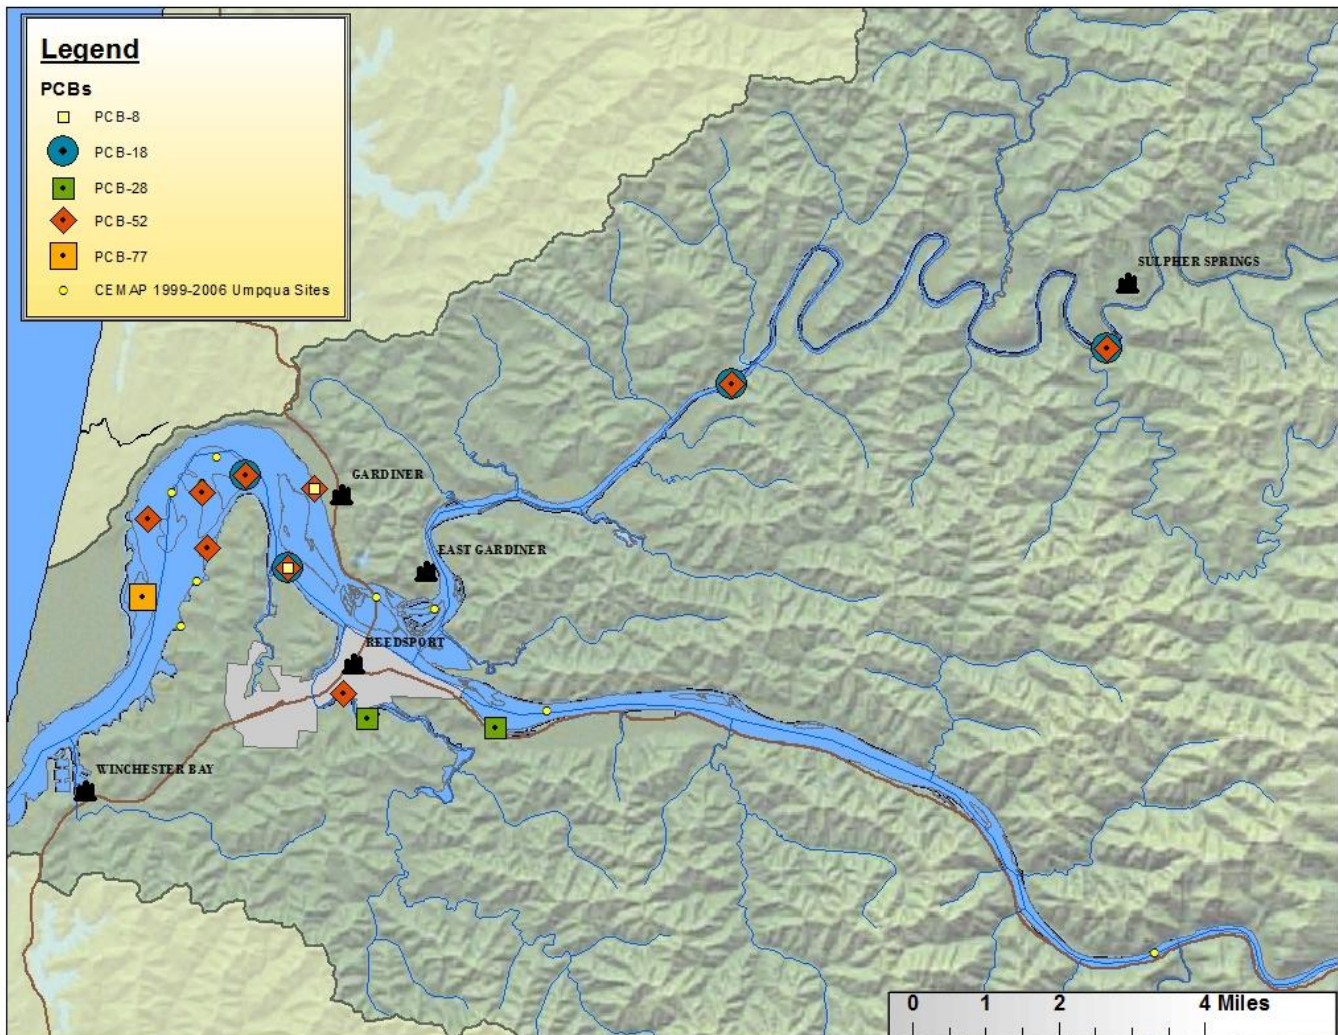 Legend
PCBs
PCB-8
PCB-18
PCB-28
PCB-52
PCB-77
CEMAP 1999-2006 Umpqua Sites
SULPHER SPRINGS
GARDINER
EAST GARDINER
REEDSPORT
WINCHESTER BAY
0 1 2 4 Miles